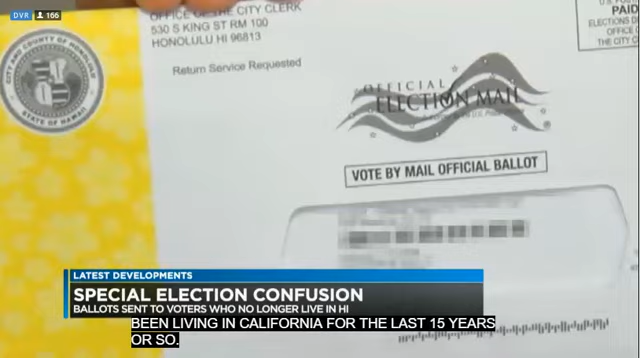 DVR 166
OFFICE OF THE CITY CLERK
530 S KING ST RM 100
HONOLULU HI 96813
Return Service Requested
PAID
ELECTIONS
OFFICE
THE CITY
CITY AND COUNTY OF HONOLULU
STATE OF HAWAII
OFFICIAL
ELECTION MAIL
VOTE BY MAIL OFFICIAL BALLOT
LATEST DEVELOPMENTS
SPECIAL ELECTION CONFUSION
BALLOTS SENT TO VOTERS WHO NO LONGER LIVE IN HI
BEEN LIVING IN CALIFORNIA FOR THE LAST 15 YEARS
OR SO.